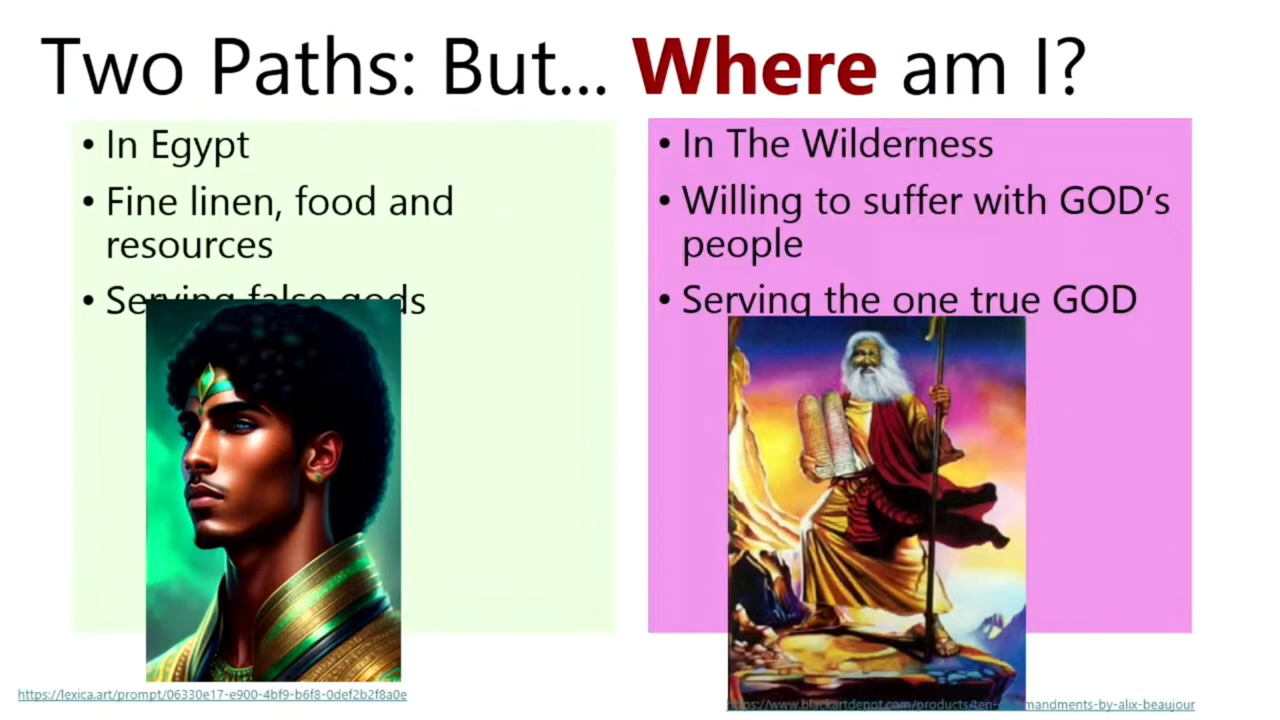 Two Paths: But... Where am I?
• In Egypt
• Fine linen, food and
resources
• Serving false gods
• In The Wilderness
• Willing to suffer with GOD's
people
• Serving the one true GOD
https://lexica.art/prompt/06330e17-e900-4bf9-b6f8-0def2b2f8a0e
https://www.blackartdepot.com/products/ten-commandments-by-alix-beaujour